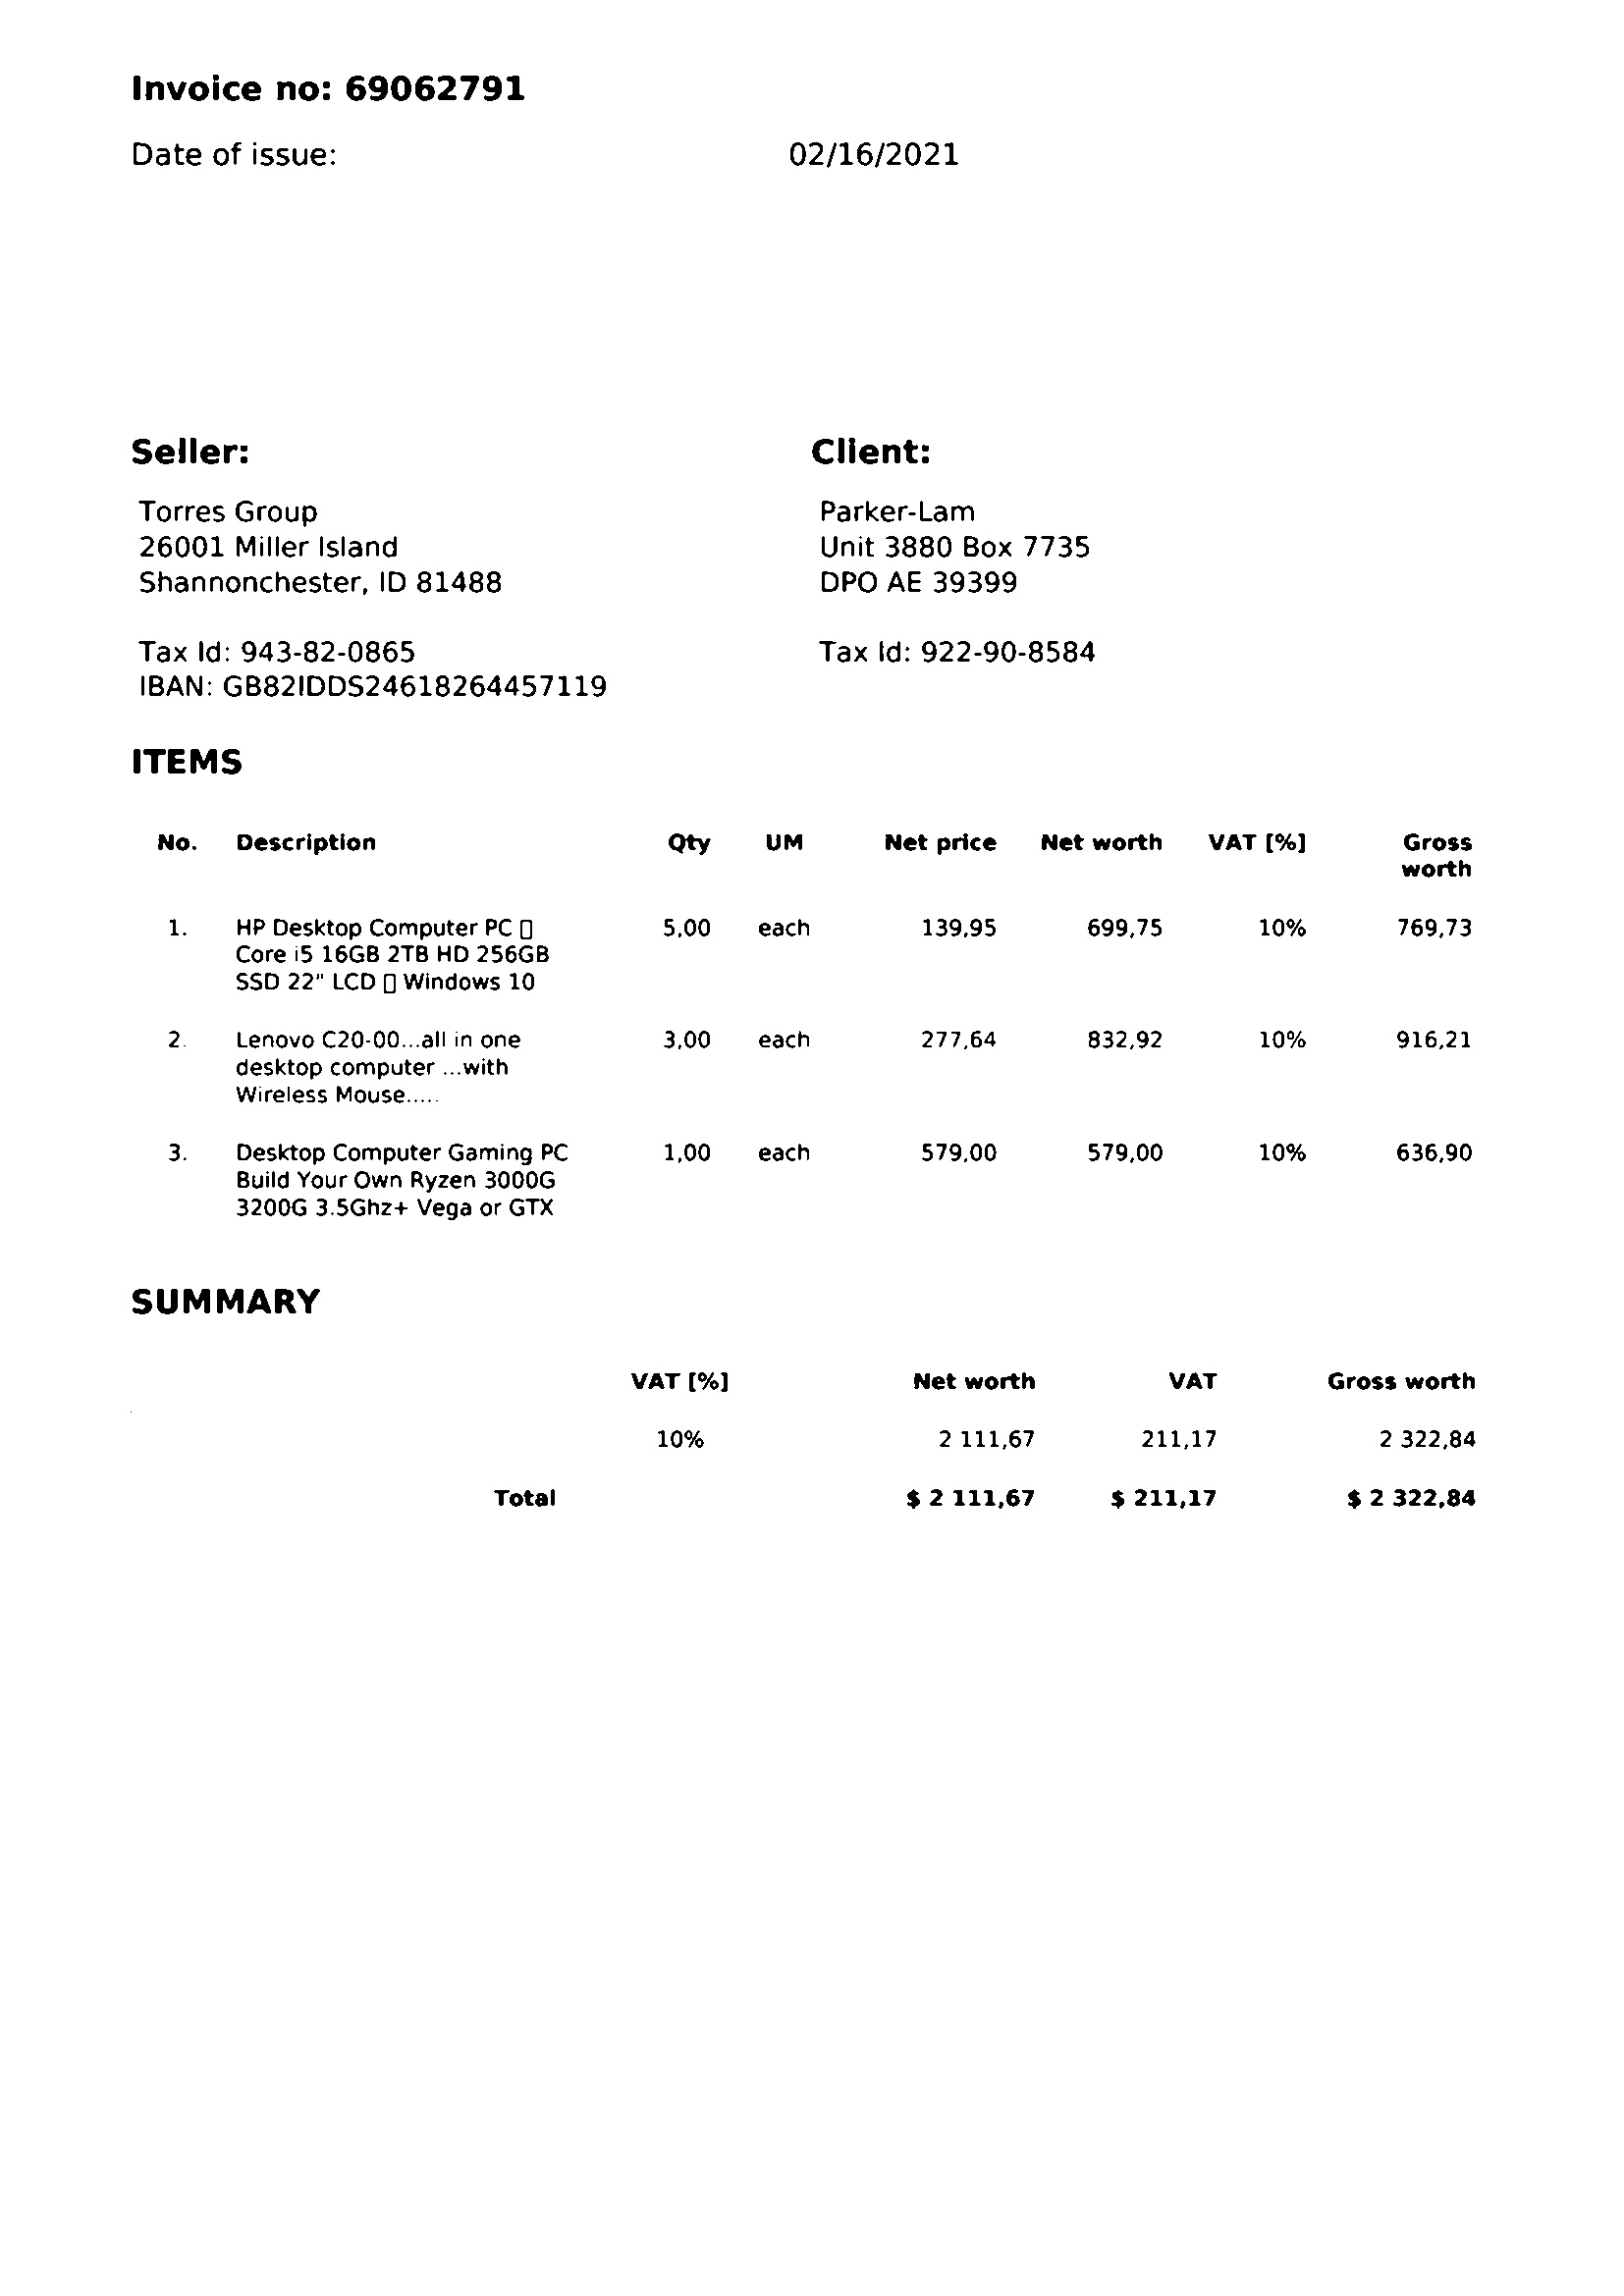 Invoice no: 69062791
Date of issue: 02/16/2021
Seller:
Torres Group
26001 Miller Island
Shannonchester, ID 81488
Tax Id: 943-82-0865
IBAN: GB82IDDS24618264457119
Client:
Parker-Lam
Unit 3880 Box 7735
DPO AE 39399
Tax Id: 922-90-8584
ITEMS
No. Description Qty UM Net price Net worth VAT [%] Gross
worth
1. HP Desktop Computer PC ▯ 5,00 each 139,95 699,75 10% 769,73
Core i5 16GB 2TB HD 256GB
SSD 22" LCD ▯ Windows 10
2. Lenovo C20-00...all in one 3,00 each 277,64 832,92 10% 916,21
desktop computer ...with
Wireless Mouse.....
3. Desktop Computer Gaming PC 1,00 each 579,00 579,00 10% 636,90
Build Your Own Ryzen 3000G
3200G 3.5Ghz+ Vega or GTX
SUMMARY
VAT [%] Net worth VAT Gross worth
10% 2 111,67 211,17 2 322,84
Total $ 2 111,67 $ 211,17 $ 2 322,84